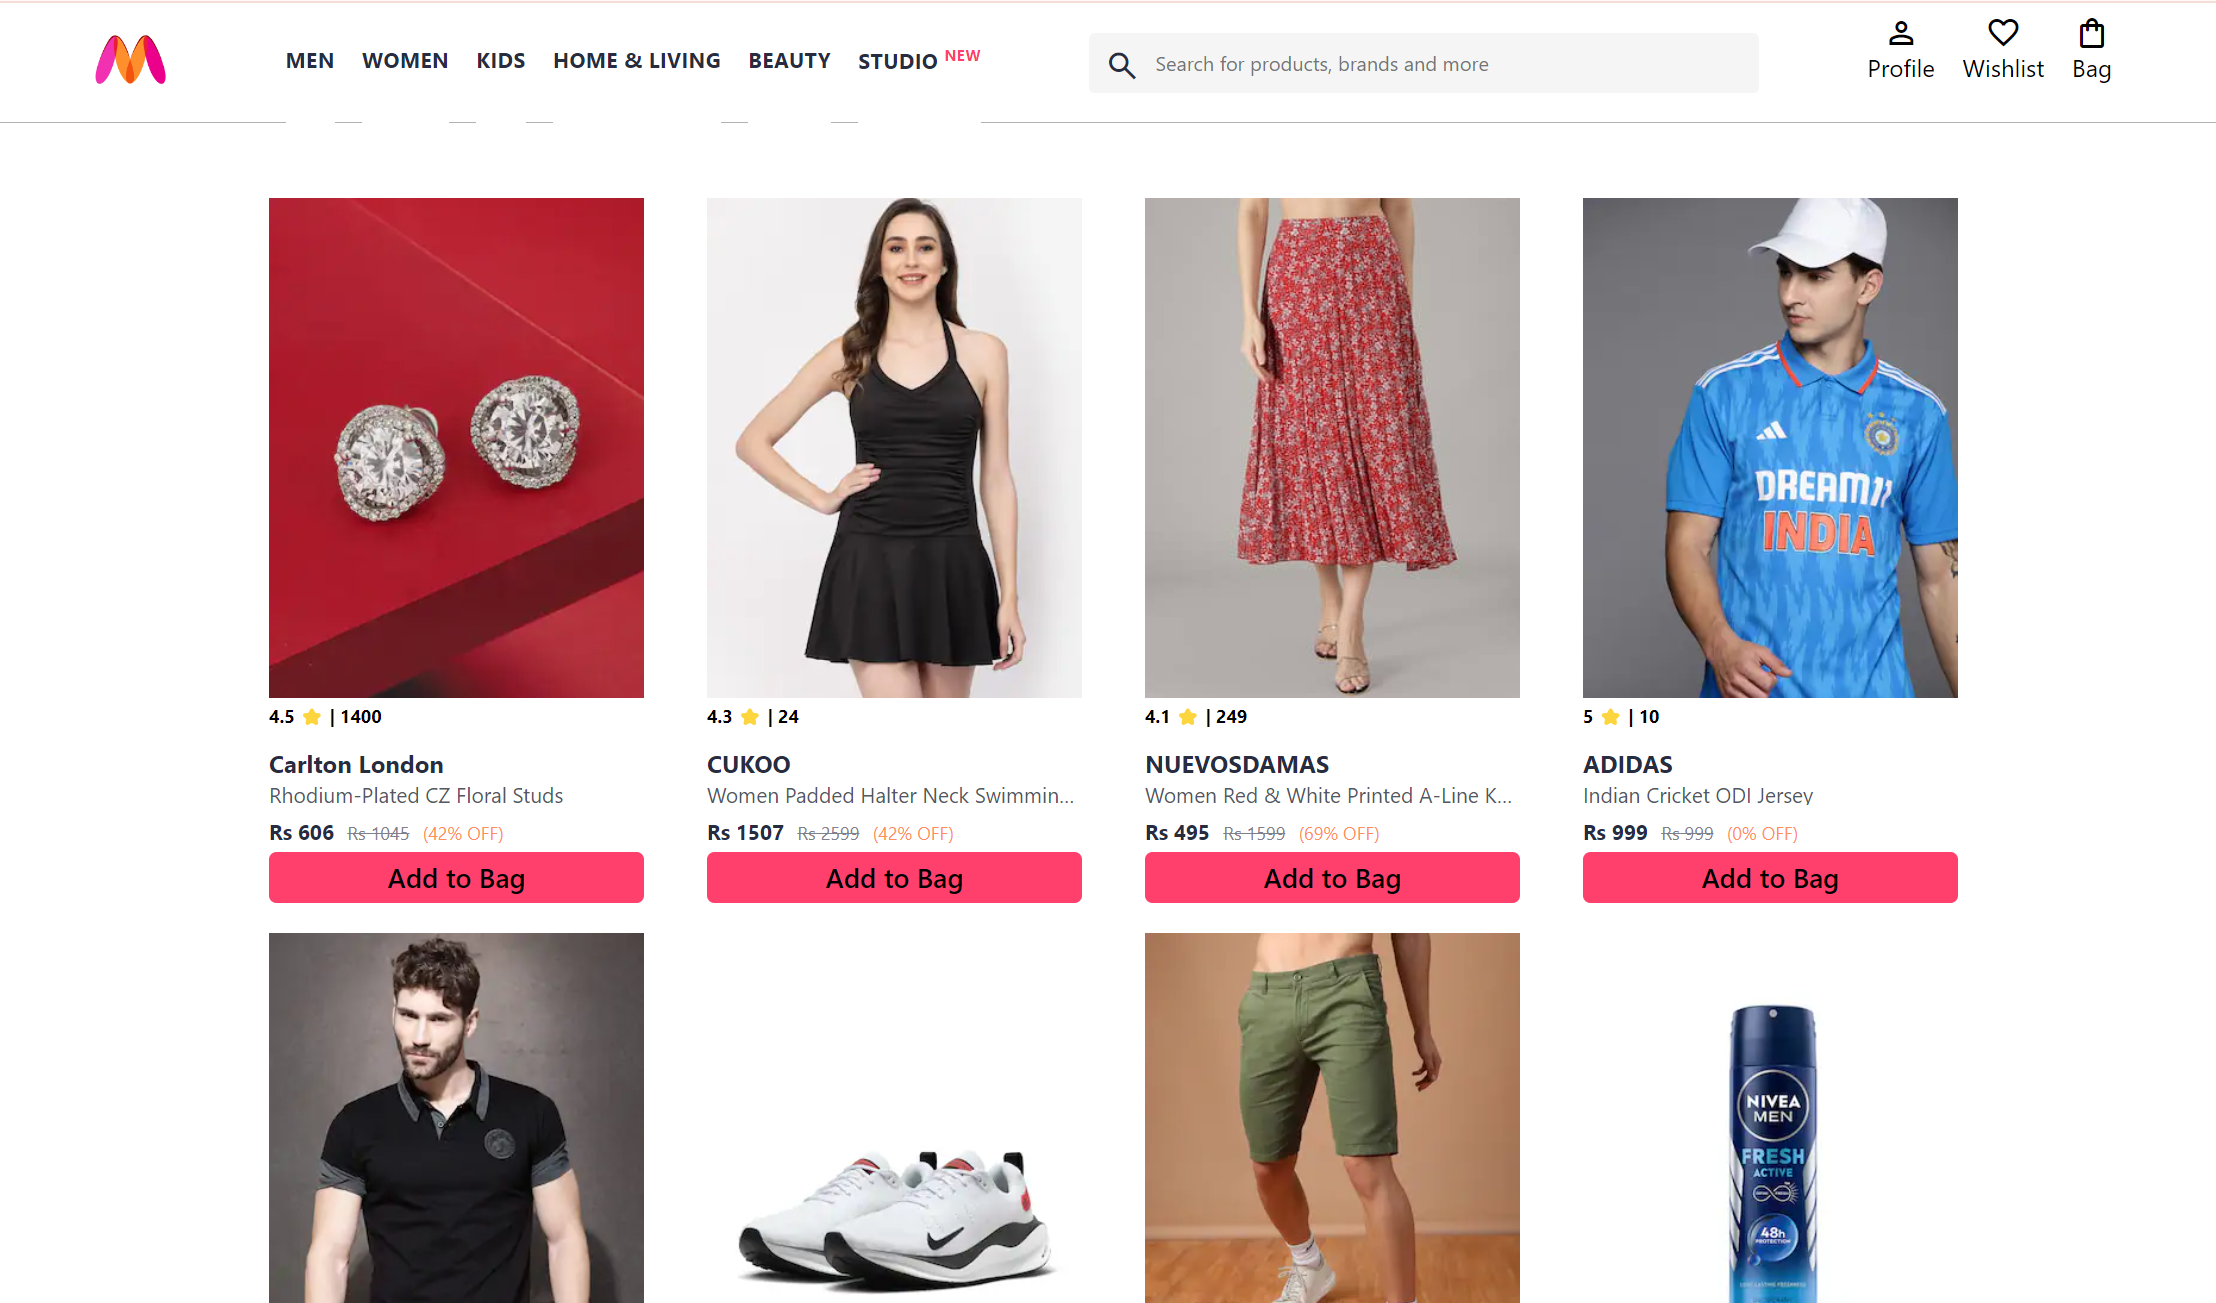 MEN WOMEN KIDS HOME & LIVING BEAUTY STUDIO NEW
Search for products, brands and more
Profile Wishlist Bag
DREAM11
INDIA
4.5 | 1400
Carlton London
Rhodium-Plated CZ Floral Studs
Rs 606 Rs 1045 (42% OFF)
Add to Bag
4.3 | 24
CUKOO
Women Padded Halter Neck Swimmin...
Rs 1507 Rs 2599 (42% OFF)
Add to Bag
4.1 | 249
NUEVOSDAMAS
Women Red & White Printed A-Line K...
Rs 495 Rs 1599 (69% OFF)
Add to Bag
5 | 10
ADIDAS
Indian Cricket ODI Jersey
Rs 999 Rs 999 (0% OFF)
Add to Bag
NIVEA
MEN
FRESH
ACTIVE
48h
PROTECTION